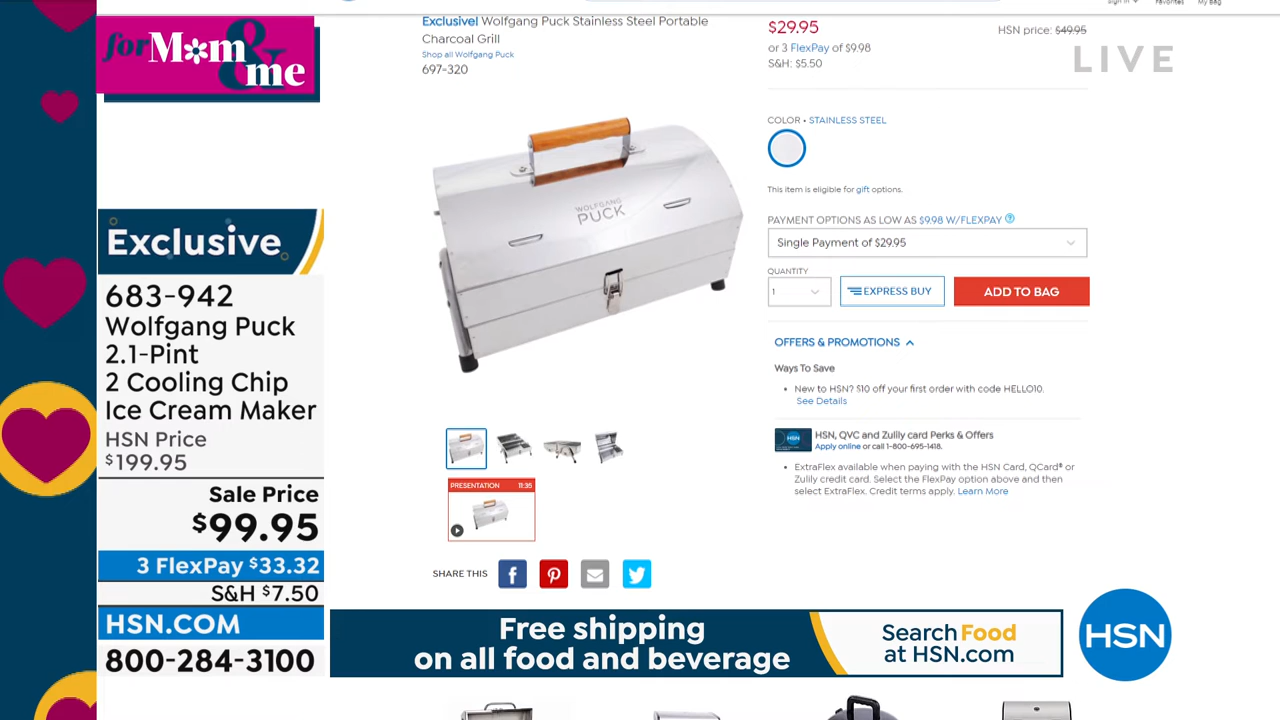 for Mom
& me
Exclusive
683-942
Wolfgang Puck
2.1-Pint
2 Cooling Chip
Ice Cream Maker
HSN Price
$199.95
Sale Price
$99.95
3 FlexPay $33.32
S&H $7.50
HSN.COM
800-284-3100
Sign in
Favorites
My Bag
Exclusive! Wolfgang Puck Stainless Steel Portable
Charcoal Grill
Shop all Wolfgang Puck
697-320
WOLFGANG
PUCK
PRESENTATION 11:35
SHARE THIS
$29.95
HSN price: $49.95
or 3 FlexPay of $9.98
S&H: $5.50
LIVE
COLOR • STAINLESS STEEL
This item is eligible for gift options.
PAYMENT OPTIONS AS LOW AS $9.98 W/FLEXPAY ?
Single Payment of $29.95
QUANTITY
1
EXPRESS BUY
ADD TO BAG
OFFERS & PROMOTIONS
Ways To Save
• New to HSN? $10 off your first order with code HELLO10.
See Details
HSN
HSN, QVC and Zulily card Perks & Offers
Apply online or call 1-800-695-1418.
• ExtraFlex available when paying with the HSN Card, QCard® or
Zulily credit card. Select the FlexPay option above and then
select ExtraFlex. Credit terms apply. Learn More
Free shipping
on all food and beverage
Search Food
at HSN.com
HSN